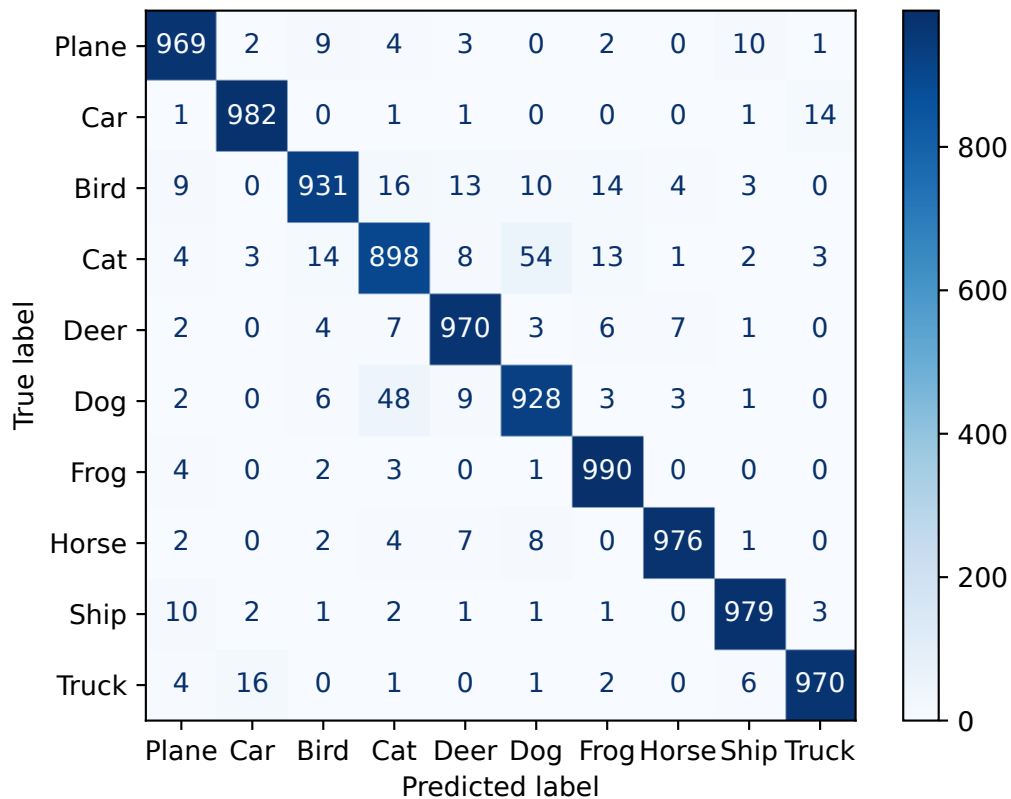 Plane 969 2 9 4 3 0 2 0 10 1
Car 1 982 0 1 1 0 0 0 1 14
800
Bird 9 0 931 16 13 10 14 4 3 0
Cat 4 3 14 898 8 54 13 1 2 3
600
True label
Deer 2 0 4 7 970 3 6 7 1 0
Dog 2 0 6 48 9 928 3 3 1 0
400
Frog 4 0 2 3 0 1 990 0 0 0
Horse 2 0 2 4 7 8 0 976 1 0
200
Ship 10 2 1 2 1 1 1 0 979 3
Truck 4 16 0 1 0 1 2 0 6 970
0
Plane Car Bird Cat Deer Dog Frog Horse Ship Truck
Predicted label